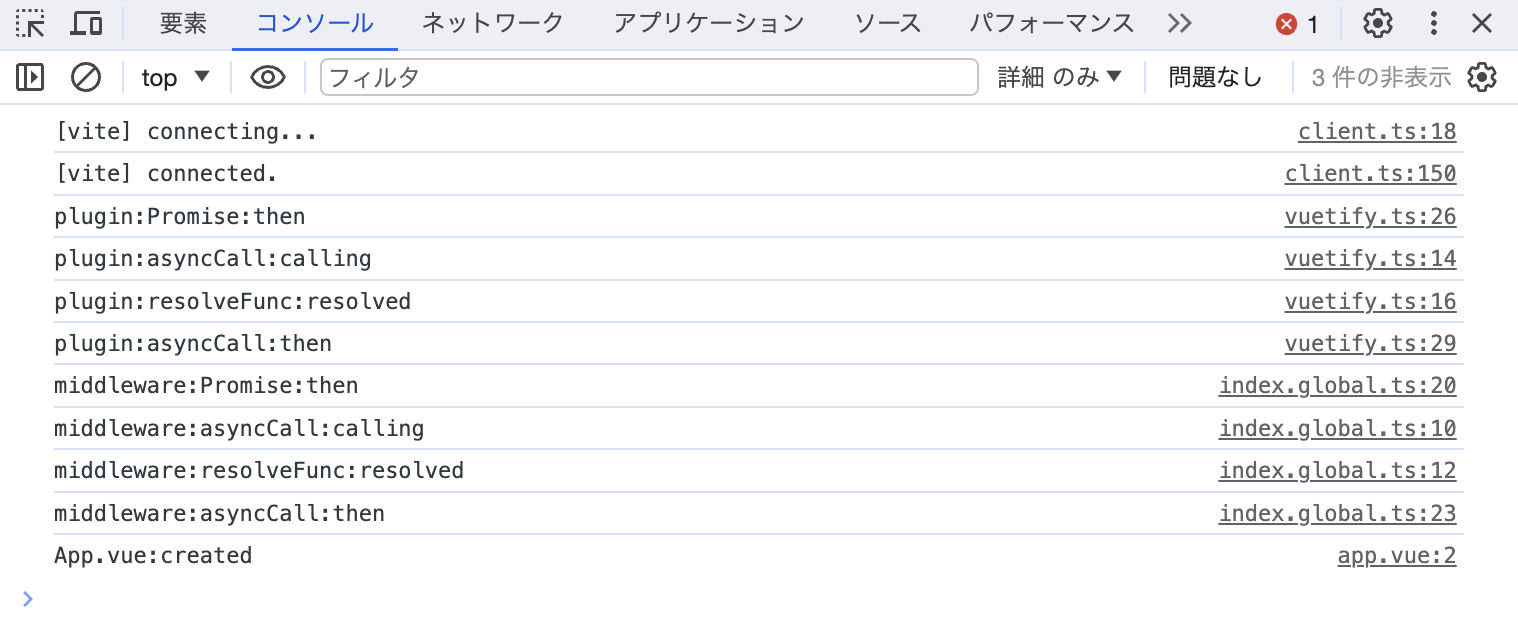 要素 コンソール ネットワーク アプリケーション ソース パフォーマンス 1
top フィルタ 詳細 のみ 問題なし 3 件の非表示
[vite] connecting... client.ts:18
[vite] connected. client.ts:150
plugin:Promise:then vuetify.ts:26
plugin:asyncCall:calling vuetify.ts:14
plugin:resolveFunc:resolved vuetify.ts:16
plugin:asyncCall:then vuetify.ts:29
middleware:Promise:then index.global.ts:20
middleware:asyncCall:calling index.global.ts:10
middleware:resolveFunc:resolved index.global.ts:12
middleware:asyncCall:then index.global.ts:23
App.vue:created app.vue:2